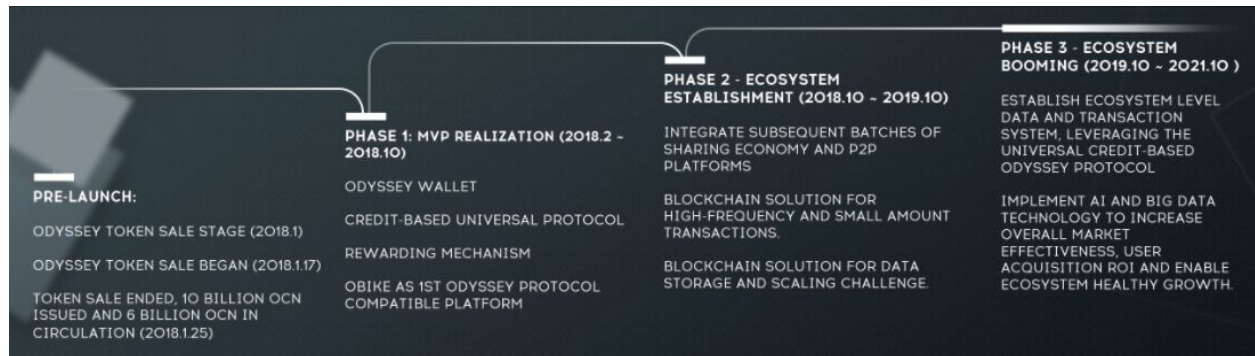 PRE-LAUNCH:
ODYSSEY TOKEN SALE STAGE (2018.1)
ODYSSEY TOKEN SALE BEGAN (2018.1.17)
TOKEN SALE ENDED, 10 BILLION OCN
ISSUED AND 6 BILLION OCN IN
CIRCULATION (2018.1.25)
PHASE 1: MVP REALIZATION (2018.2 ~
2018.10)
ODYSSEY WALLET
CREDIT-BASED UNIVERSAL PROTOCOL
REWARDING MECHANISM
OBIKE AS 1ST ODYSSEY PROTOCOL
COMPATIBLE PLATFORM
PHASE 2 - ECOSYSTEM
ESTABLISHMENT (2018.10 ~ 2019.10)
INTEGRATE SUBSEQUENT BATCHES OF
SHARING ECONOMY AND P2P
PLATFORMS
BLOCKCHAIN SOLUTION FOR
HIGH-FREQUENCY AND SMALL AMOUNT
TRANSACTIONS.
BLOCKCHAIN SOLUTION FOR DATA
STORAGE AND SCALING CHALLENGE.
PHASE 3 - ECOSYSTEM
BOOMING (2019.10 ~ 2021.10 )
ESTABLISH ECOSYSTEM LEVEL
DATA AND TRANSACTION
SYSTEM, LEVERAGING THE
UNIVERSAL CREDIT-BASED
ODYSSEY PROTOCOL
IMPLEMENT AI AND BIG DATA
TECHNOLOGY TO INCREASE
OVERALL MARKET
EFFECTIVENESS, USER
ACQUISITION ROI AND ENABLE
ECOSYSTEM HEALTHY GROWTH.